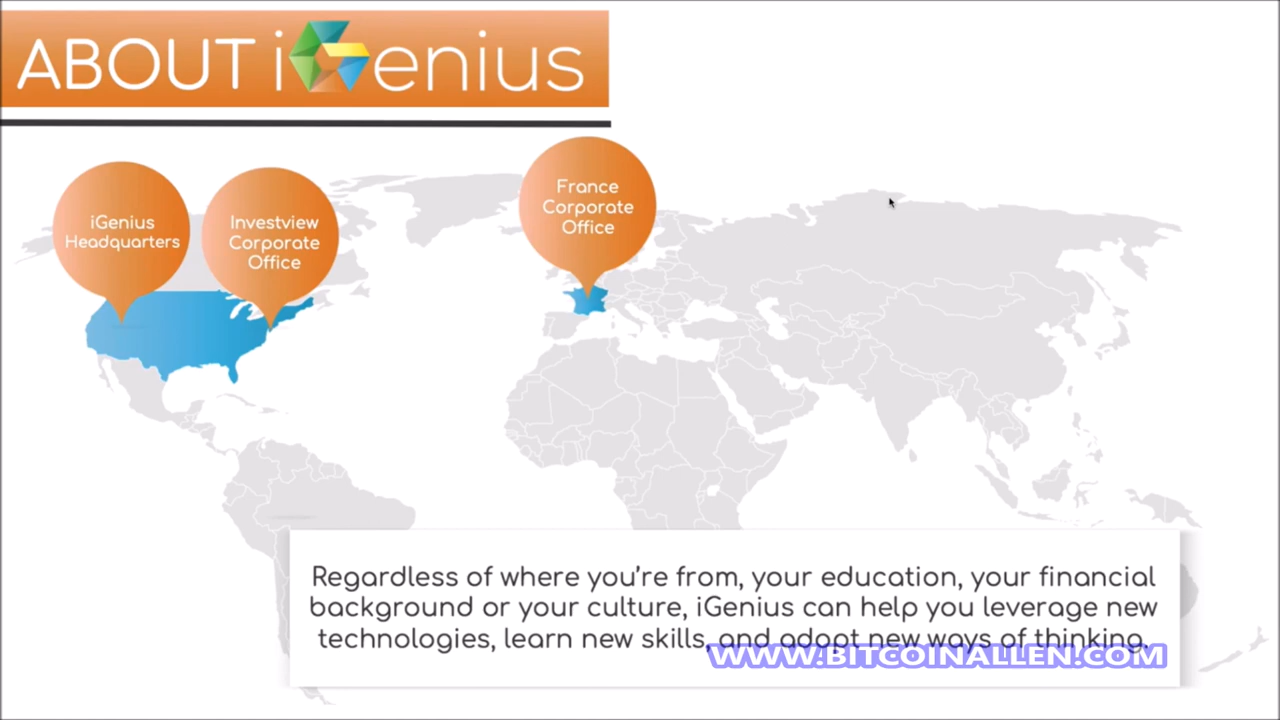 ABOUT iGenius
iGenius
Headquarters
Investview
Corporate
Office
France
Corporate
Office
Regardless of where you're from, your education, your financial
background or your culture, iGenius can help you leverage new
technologies, learn new skills, and adopt new ways of thinking.
WWW.BITCOINALLEN.COM